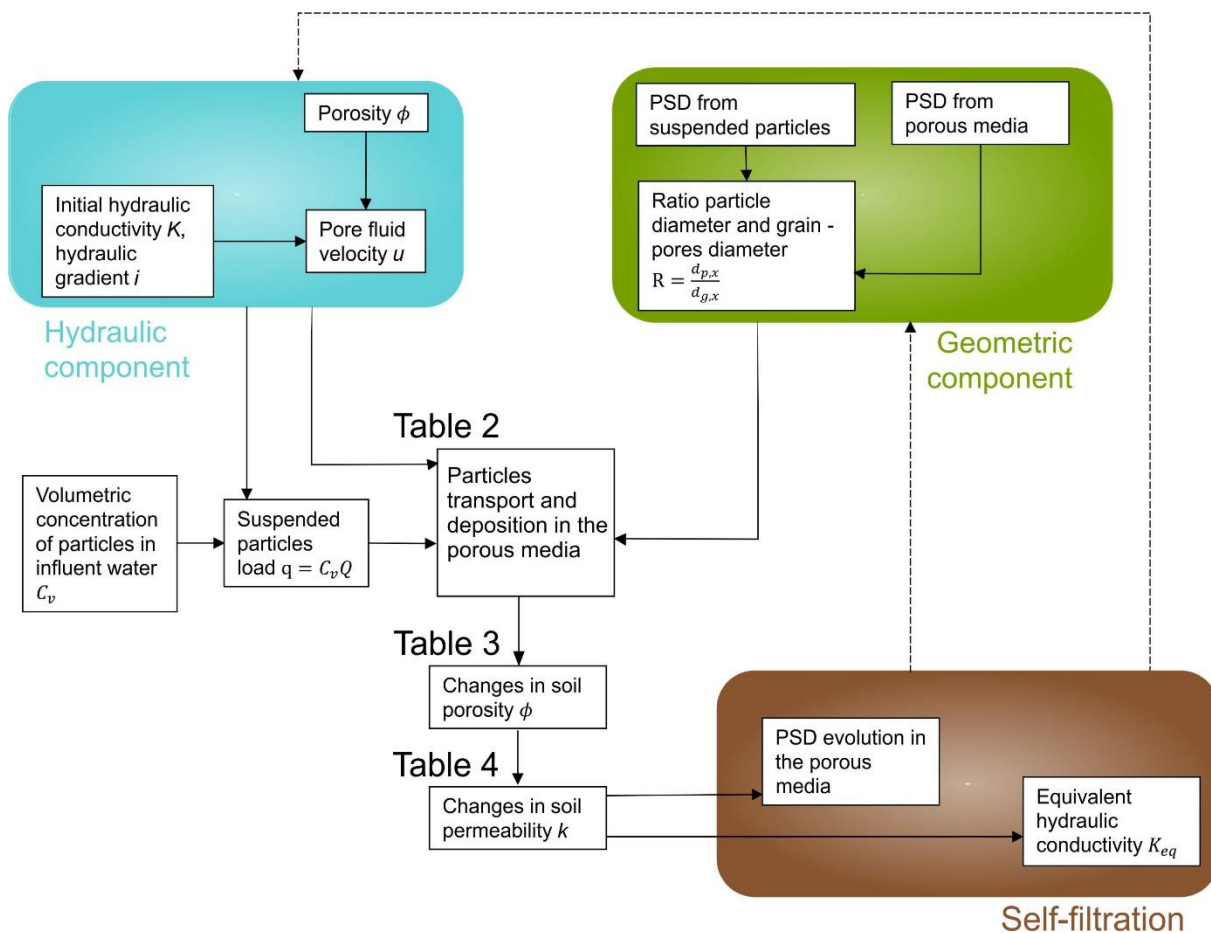 Porosity ϕ
Initial hydraulic
conductivity K,
hydraulic
gradient i
Pore fluid
velocity u
Hydraulic
component
PSD from
suspended particles
PSD from
porous media
Ratio particle
diameter and grain -
pores diameter
R = d_{p,x}/d_{g,x}
Geometric
component
Volumetric
concentration
of particles in
influent water
C_v
Suspended
particles
load q = C_vQ
Table 2
Particles
transport and
deposition in the
porous media
Table 3
Changes in soil
porosity ϕ
Table 4
Changes in soil
permeability k
PSD evolution in
the porous
media
Equivalent
hydraulic
conductivity K_{eq}
Self-filtration